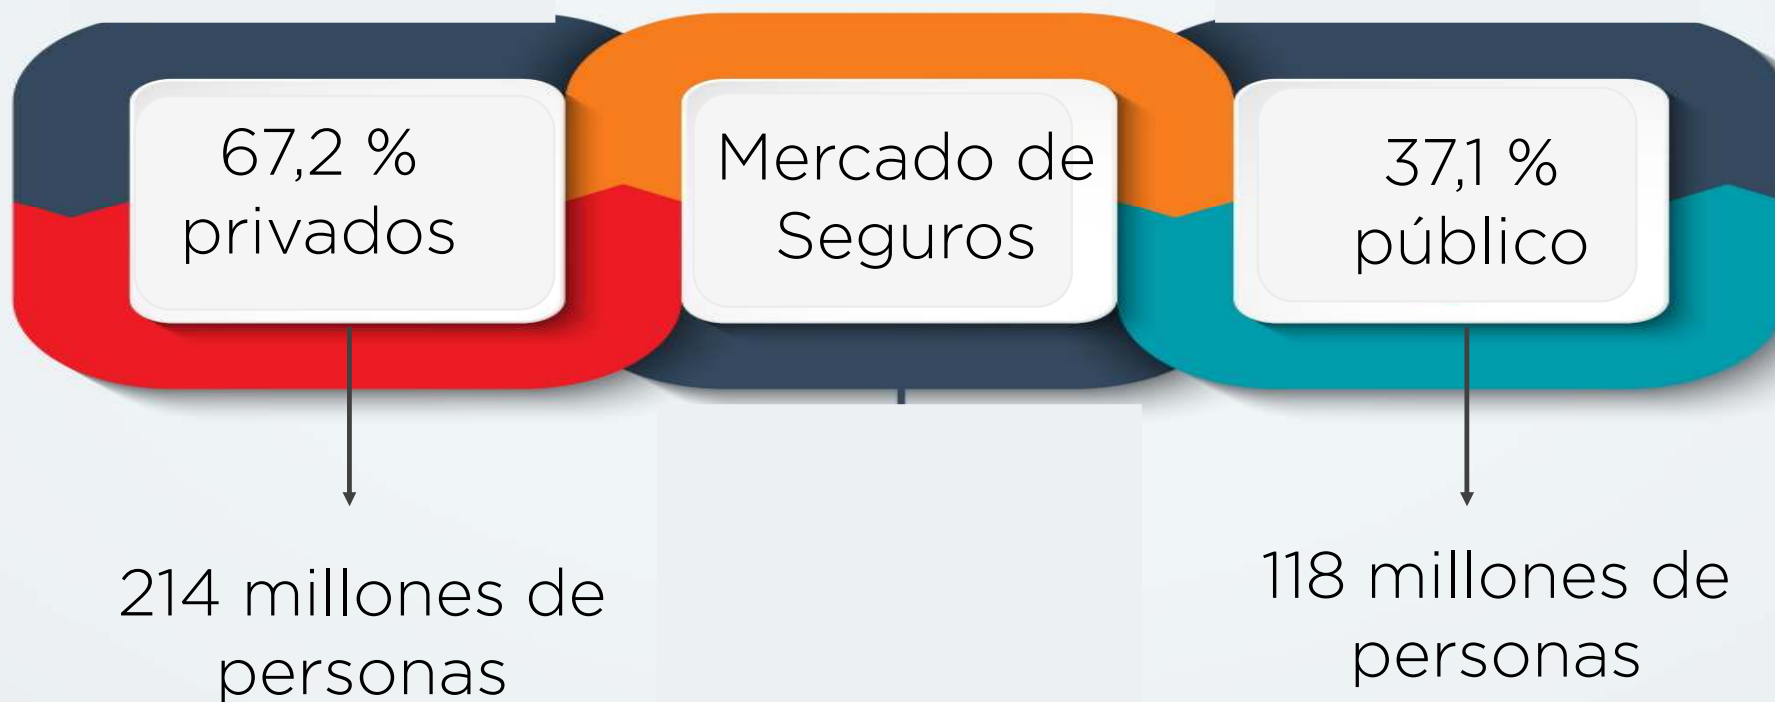 67,2 %
privados
Mercado de
Seguros
37,1 %
público
214 millones de
personas
118 millones de
personas